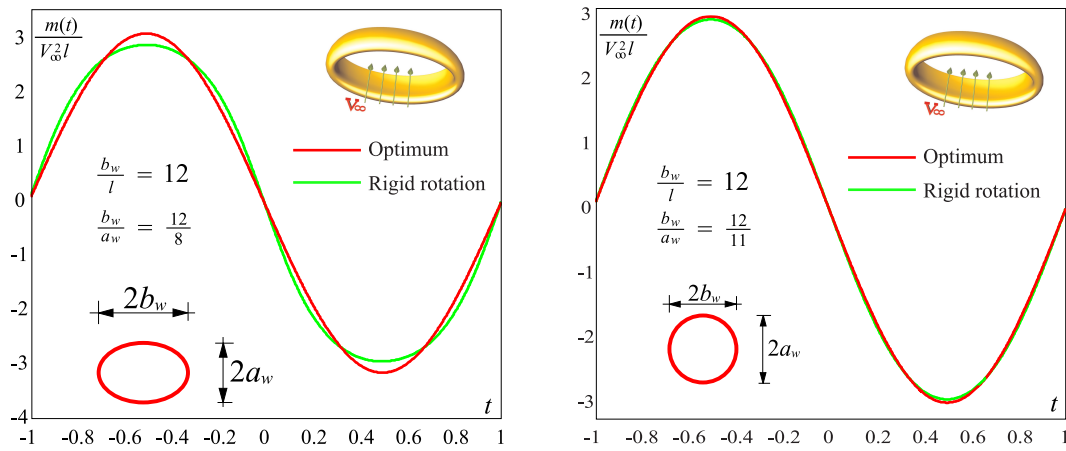 m(t)
V∞²l
3
2
1
0
-1
-2
-3
-4
V∞
Optimum
Rigid rotation
b_w/l = 12
b_w/a_w = 12/8
2b_w
2a_w
t
-1 -0.8 -0.6 -0.4 -0.2 0 0.2 0.4 0.6 0.8 1
m(t)
V∞²l
3
2
1
0
-1
-2
-3
V∞
Optimum
Rigid rotation
b_w/l = 12
b_w/a_w = 12/11
2b_w
2a_w
t
-1 -0.8 -0.6 -0.4 -0.2 0 0.2 0.4 0.6 0.8 1